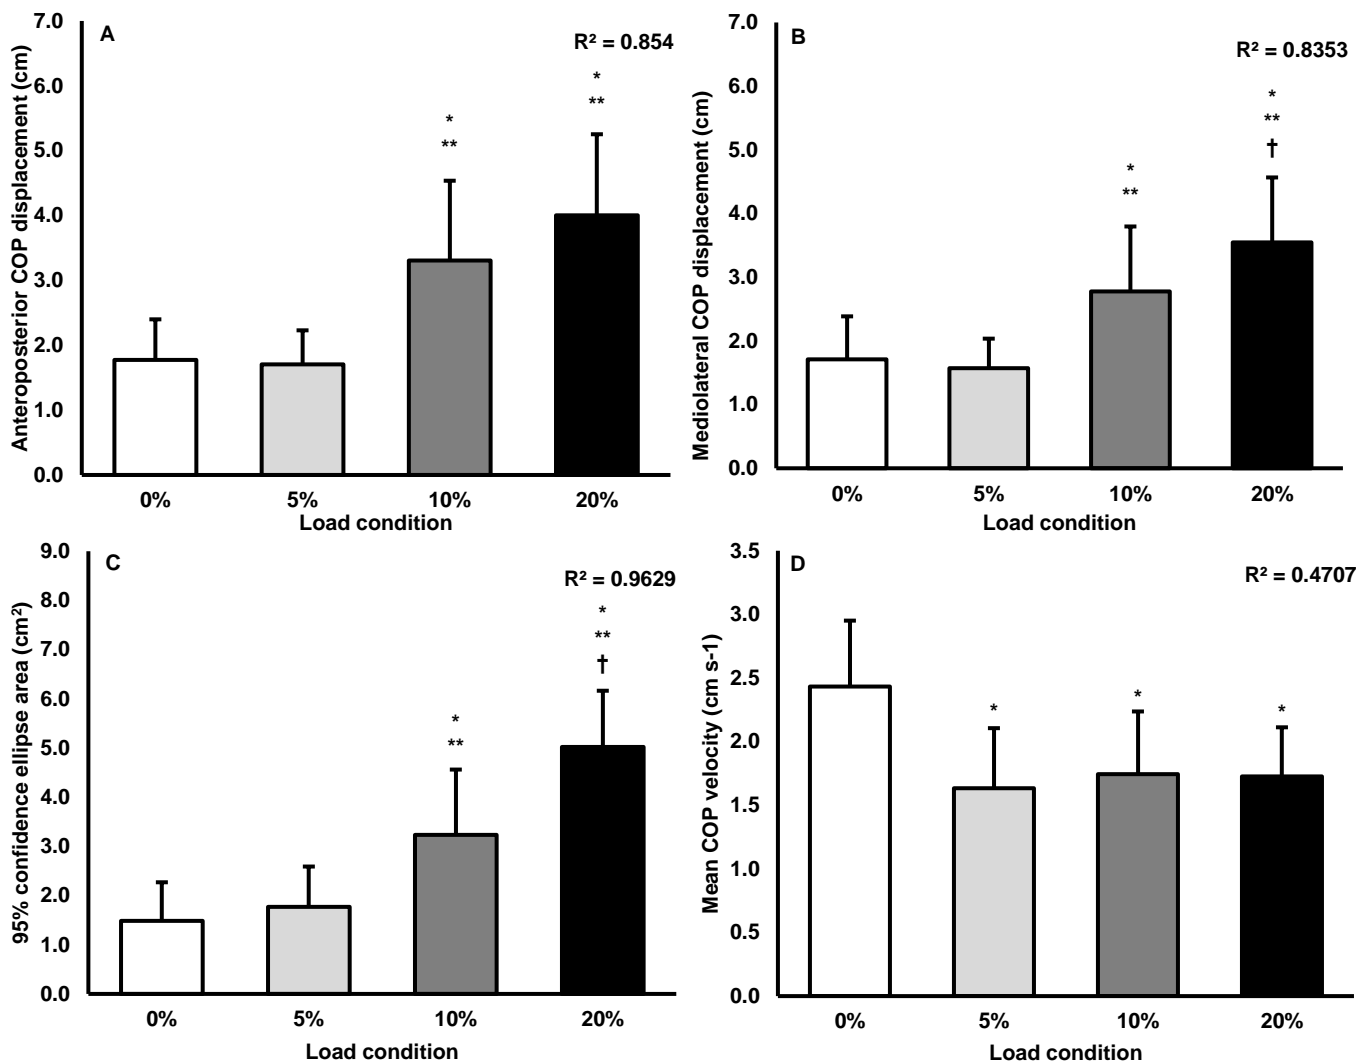 A
R² = 0.854
Anteroposterior COP displacement (cm)
7.0
6.0
5.0
4.0
3.0
2.0
1.0
0.0
*
**
*
**
0% 5% 10% 20%
Load condition
B
R² = 0.8353
Mediolateral COP displacement (cm)
7.0
6.0
5.0
4.0
3.0
2.0
1.0
0.0
*
**
*
**
†
0% 5% 10% 20%
Load condition
C
R² = 0.9629
95% confidence ellipse area (cm²)
9.0
8.0
7.0
6.0
5.0
4.0
3.0
2.0
1.0
0.0
*
**
*
**
†
0% 5% 10% 20%
Load condition
D
R² = 0.4707
Mean COP velocity (cm s-1)
3.5
3.0
2.5
2.0
1.5
1.0
0.5
0.0
* * *
0% 5% 10% 20%
Load condition